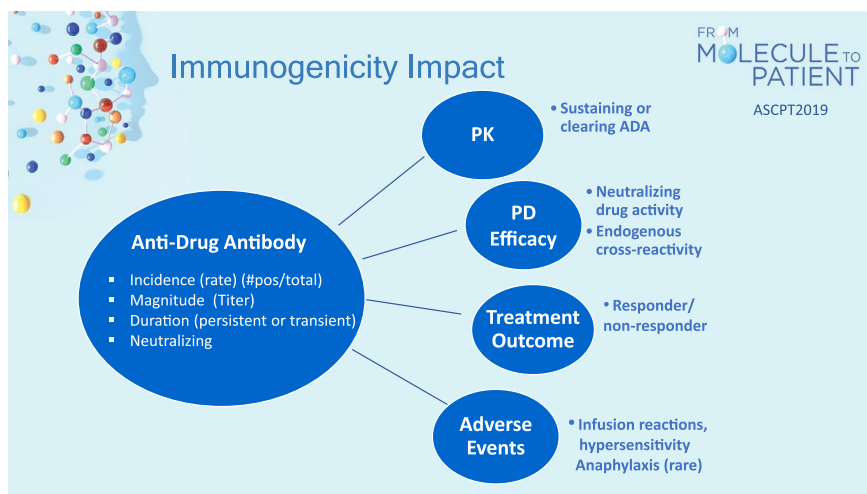 Immunogenicity Impact
FROM
MOLECULE TO
PATIENT
ASCPT2019
Anti-Drug Antibody
▪ Incidence (rate) (#pos/total)
▪ Magnitude (Titer)
▪ Duration (persistent or transient)
▪ Neutralizing
PK
• Sustaining or
clearing ADA
PD
Efficacy
• Neutralizing
drug activity
• Endogenous
cross-reactivity
Treatment
Outcome
• Responder/
non-responder
Adverse
Events
• Infusion reactions,
hypersensitivity
Anaphylaxis (rare)